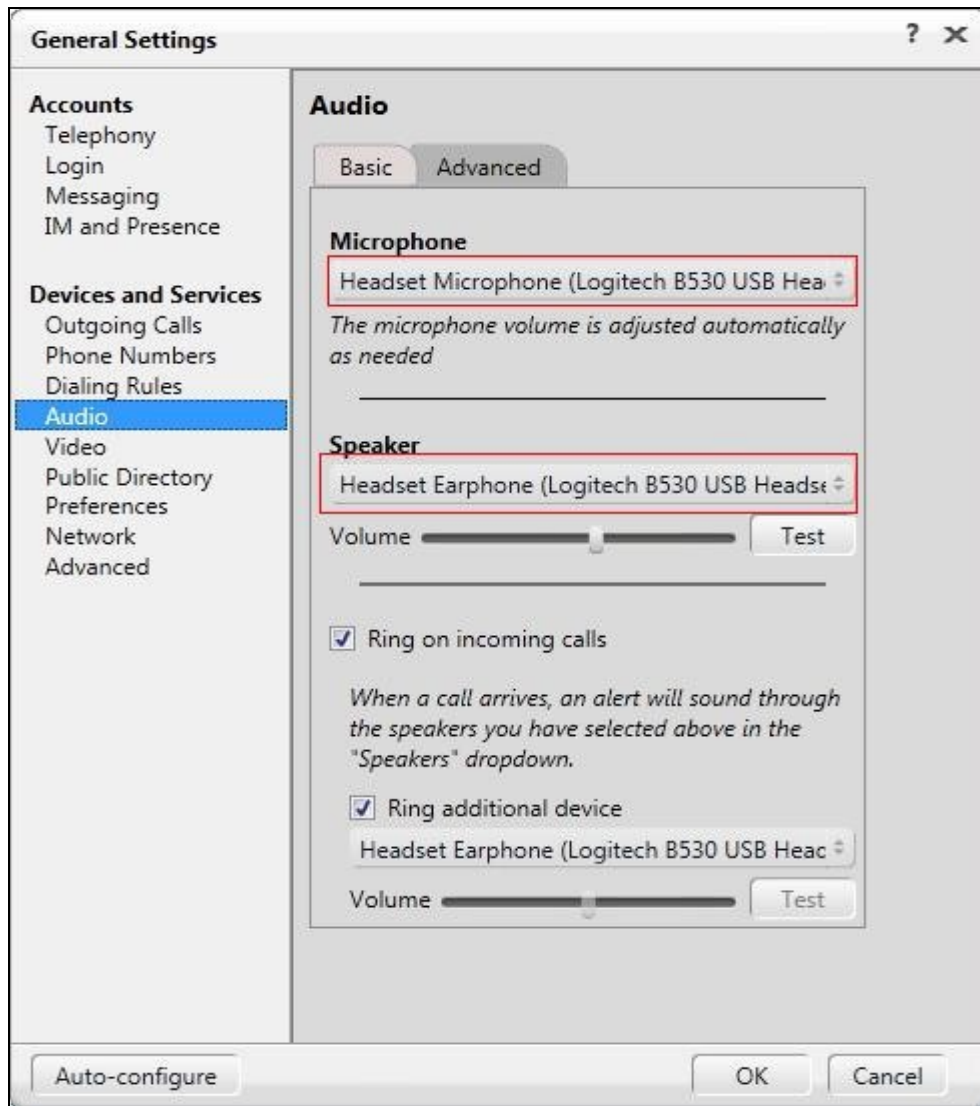 General Settings
?
Accounts
Telephony
Login
Messaging
IM and Presence
Devices and Services
Outgoing Calls
Phone Numbers
Dialing Rules
Audio
Video
Public Directory
Preferences
Network
Advanced
Audio
Basic Advanced
Microphone
Headset Microphone (Logitech B530 USB Hea
The microphone volume is adjusted automatically
as needed
Speaker
Headset Earphone (Logitech B530 USB Headse
Volume Test
Ring on incoming calls
When a call arrives, an alert will sound through
the speakers you have selected above in the
"Speakers" dropdown.
Ring additional device
Headset Earphone (Logitech B530 USB Heac
Volume Test
Auto-configure OK Cancel